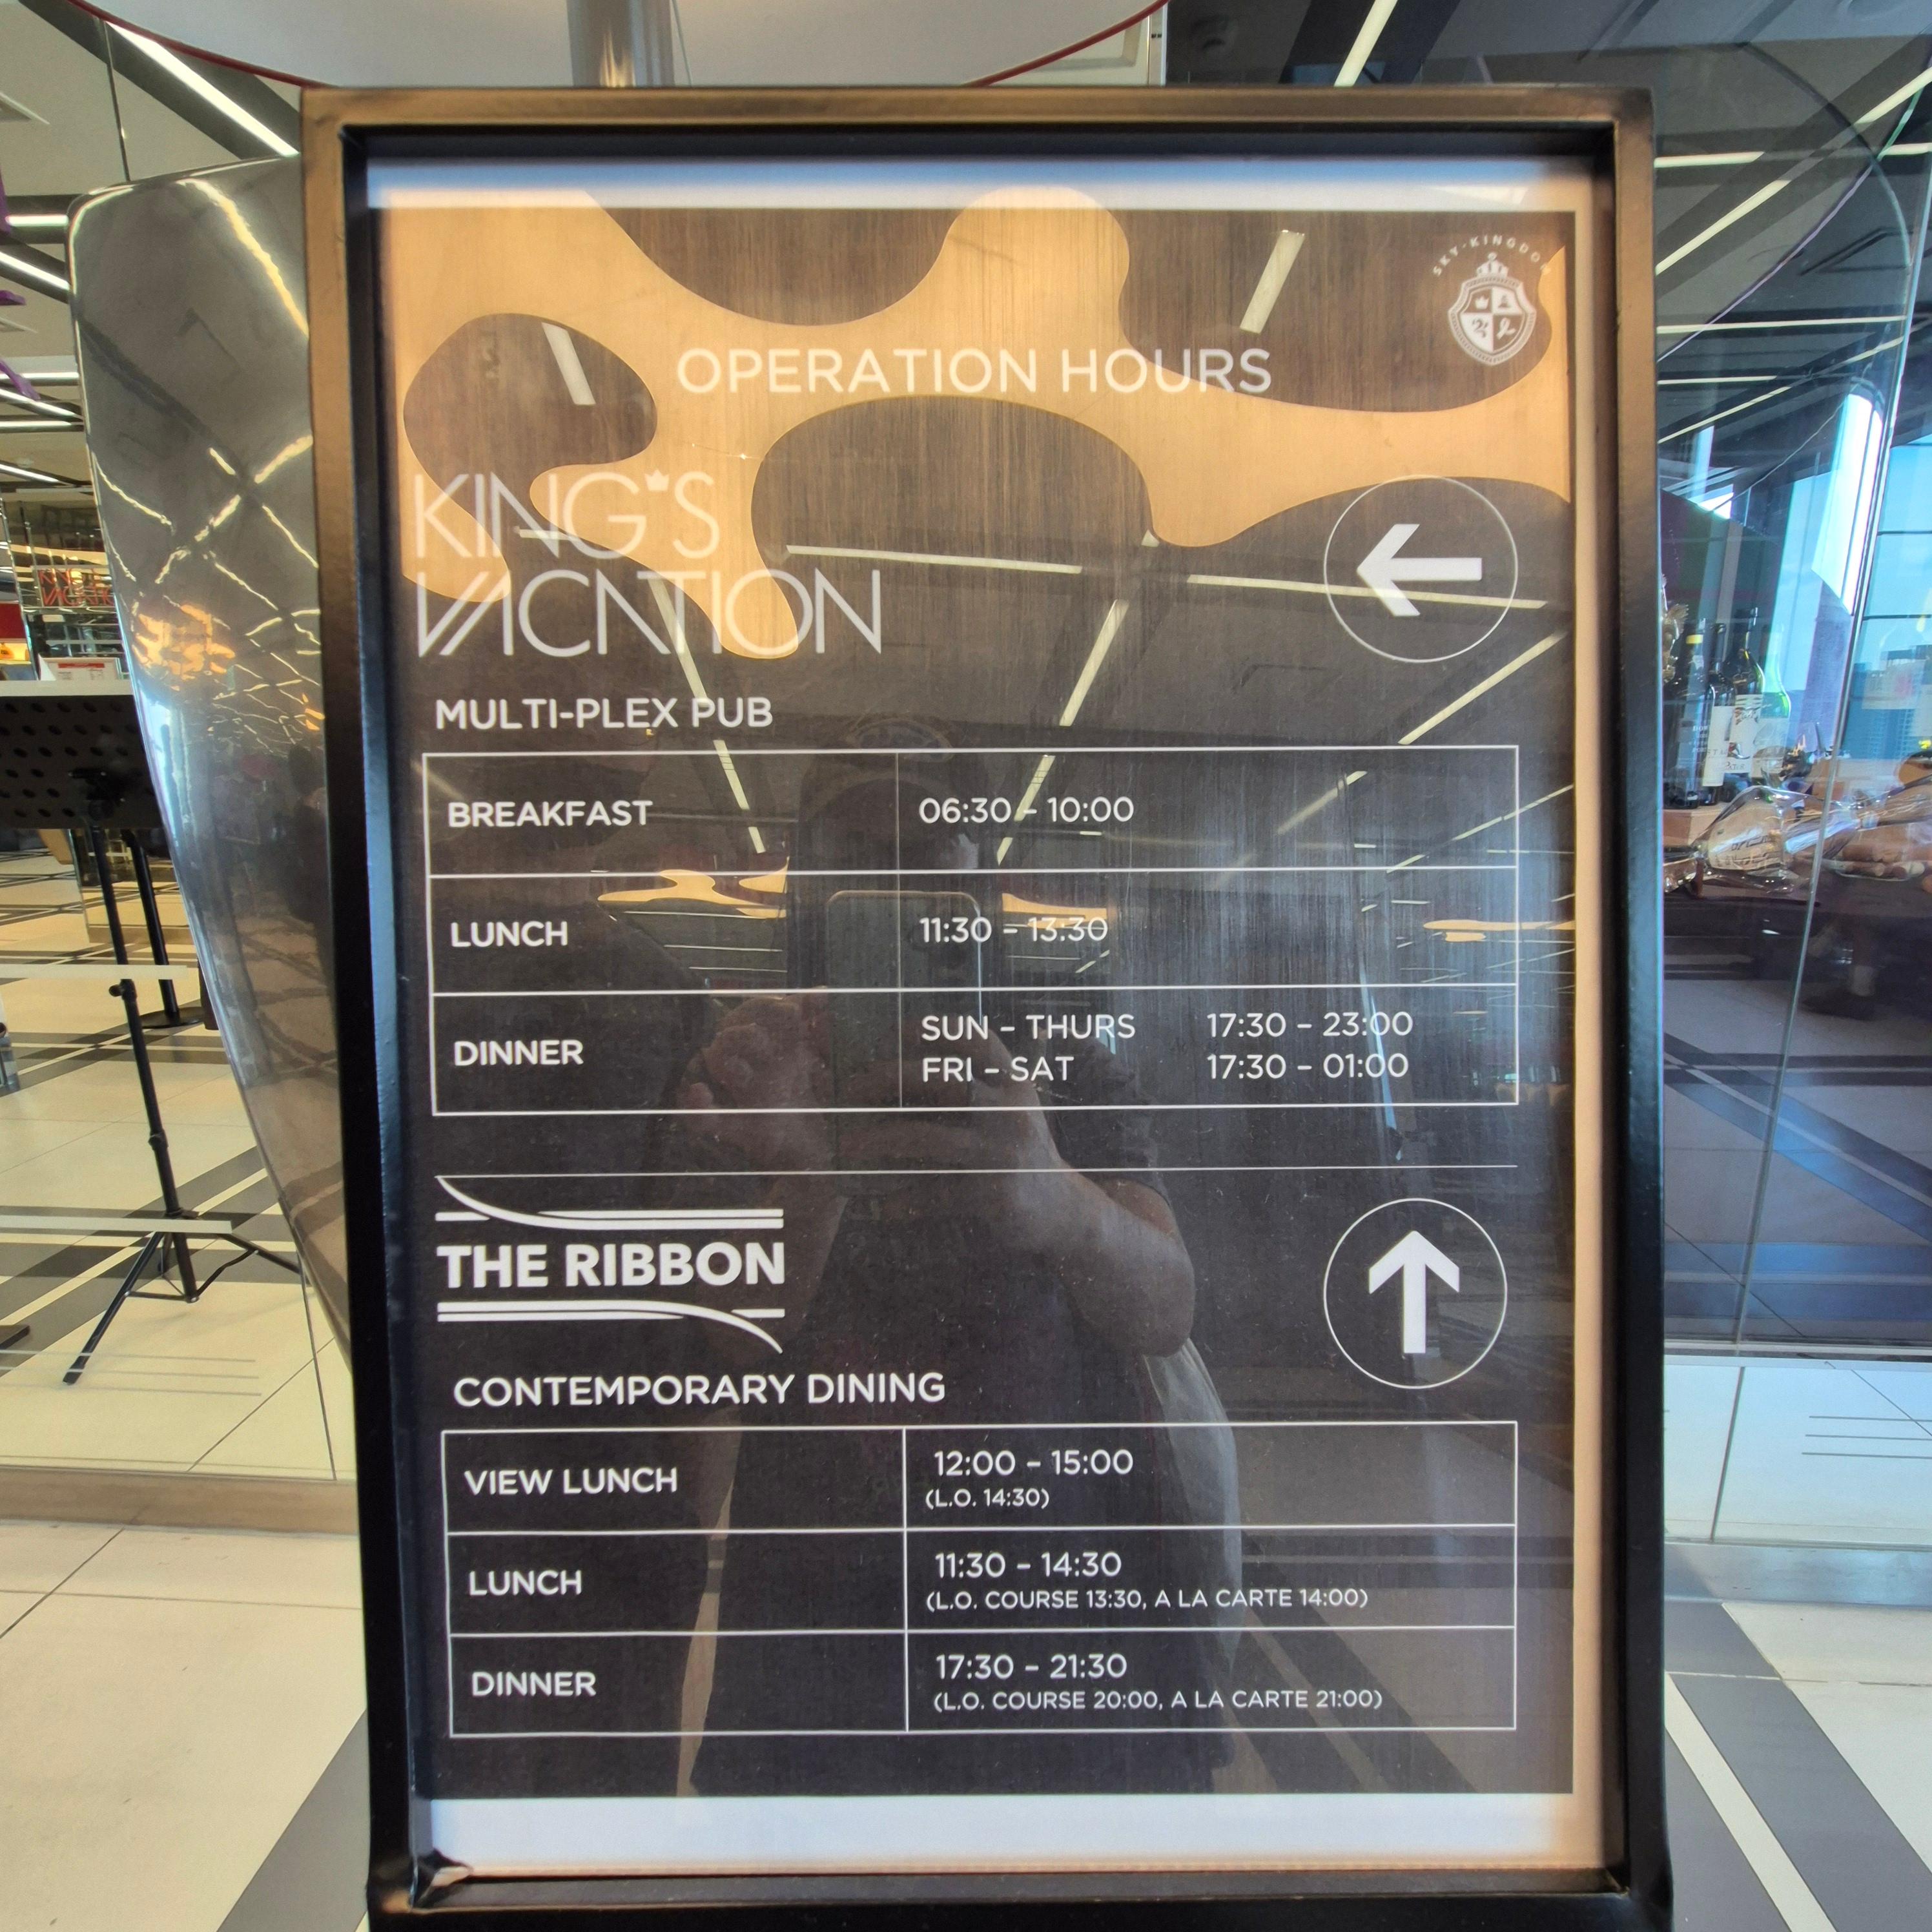 SKY·KINGDOM
OPERATION HOURS
KING'S
VACATION
MULTI-PLEX PUB
BREAKFAST 06:30 – 10:00
LUNCH 11:30 – 13:30
DINNER SUN – THURS 17:30 – 23:00
FRI – SAT 17:30 – 01:00
THE RIBBON
CONTEMPORARY DINING
VIEW LUNCH 12:00 – 15:00
(L.O. 14:30)
LUNCH 11:30 – 14:30
(L.O. COURSE 13:30, A LA CARTE 14:00)
DINNER 17:30 – 21:30
(L.O. COURSE 20:00, A LA CARTE 21:00)